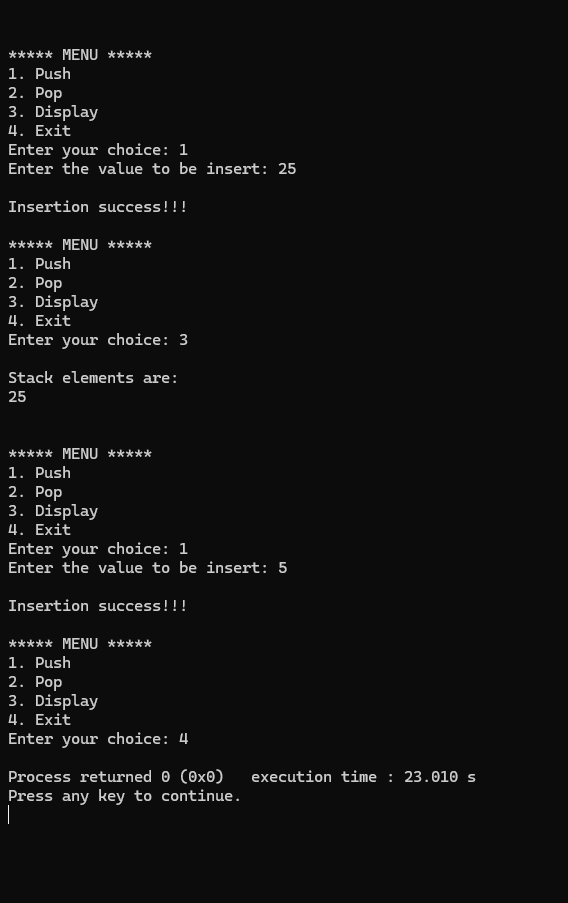 ***** MENU *****
1. Push
2. Pop
3. Display
4. Exit
Enter your choice: 1
Enter the value to be insert: 25
Insertion success!!!
***** MENU *****
1. Push
2. Pop
3. Display
4. Exit
Enter your choice: 3
Stack elements are:
25
***** MENU *****
1. Push
2. Pop
3. Display
4. Exit
Enter your choice: 1
Enter the value to be insert: 5
Insertion success!!!
***** MENU *****
1. Push
2. Pop
3. Display
4. Exit
Enter your choice: 4
Process returned 0 (0x0)   execution time : 23.010 s
Press any key to continue.